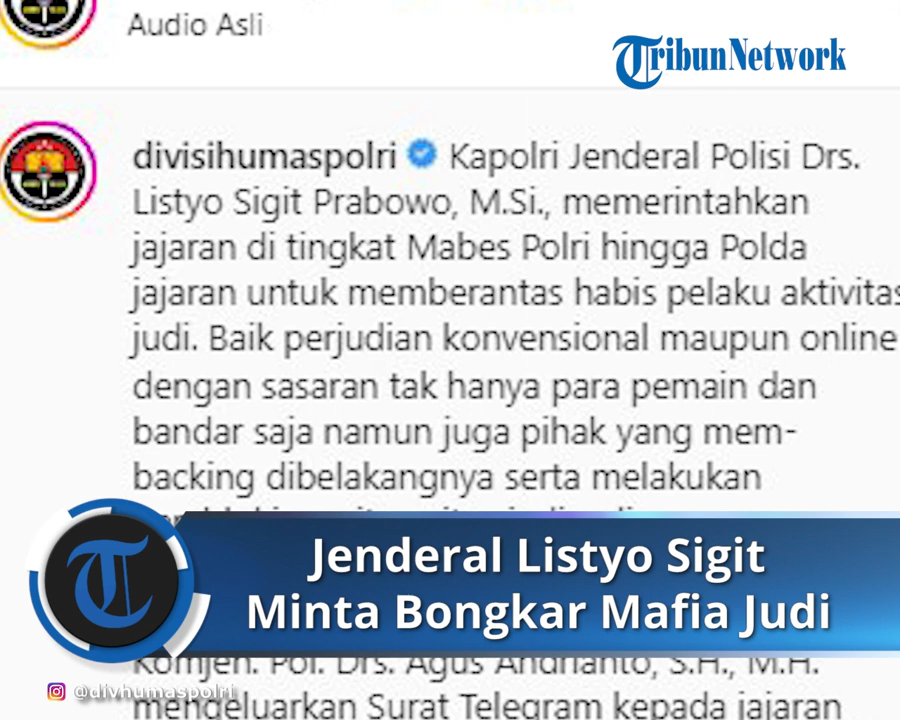 Audio Asli
TribunNetwork
divisihumaspolri Kapolri Jenderal Polisi Drs.
Listyo Sigit Prabowo, M.Si., memerintahkan
jajaran di tingkat Mabes Polri hingga Polda
jajaran untuk memberantas habis pelaku aktivitas
judi. Baik perjudian konvensional maupun online
dengan sasaran tak hanya para pemain dan
bandar saja namun juga pihak yang mem-
backing dibelakangnya serta melakukan
Jenderal Listyo Sigit
Minta Bongkar Mafia Judi
Komjen. Pol. Drs. Agus Andrianto, S.H., M.H.
@divhumaspolri
mengeluarkan Surat Telegram kepada jajaran